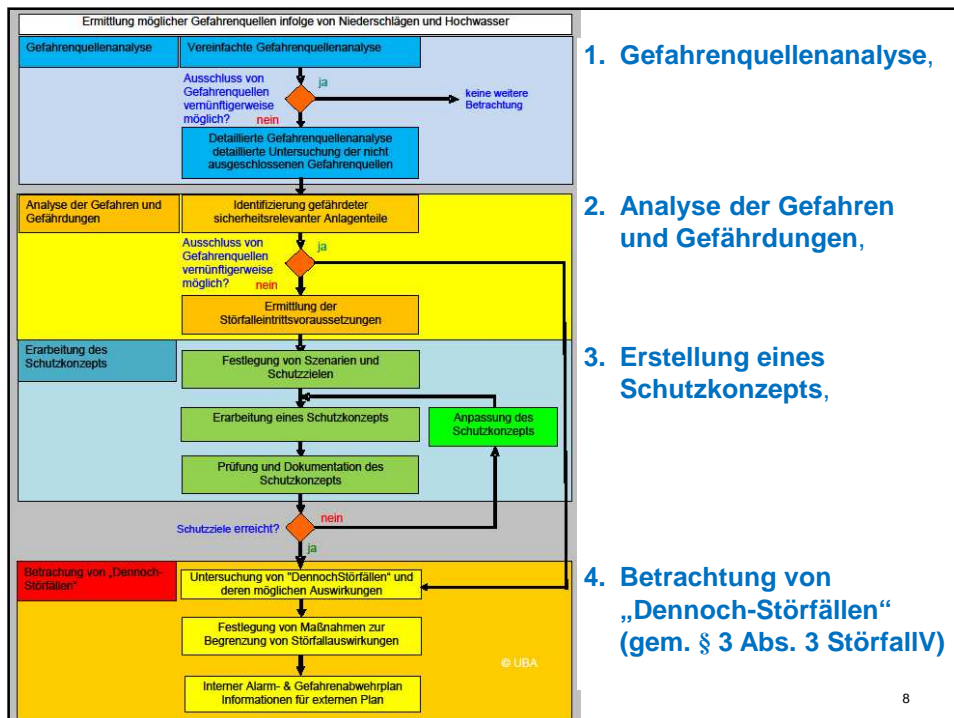 Ermittlung möglicher Gefahrenquellen infolge von Niederschlägen und Hochwasser
Gefahrenquellenanalyse
Vereinfachte Gefahrenquellenanalyse
Ausschluss von
Gefahrenquellen
vernünftigerweise
möglich?
ja
nein
keine weitere
Betrachtung
Detaillierte Gefahrenquellenanalyse
detaillierte Untersuchung der nicht
ausgeschlossenen Gefahrenquellen
Analyse der Gefahren und
Gefährdungen
Identifizierung gefährdeter
sicherheitsrelevanter Anlagenteile
Ausschluss von
Gefahrenquellen
vernünftigerweise
möglich?
ja
nein
Ermittlung der
Störfalleintrittsvoraussetzungen
Erarbeitung des
Schutzkonzepts
Festlegung von Szenarien und
Schutzzielen
Erarbeitung eines Schutzkonzepts
Anpassung des
Schutzkonzepts
Prüfung und Dokumentation des
Schutzkonzepts
Schutzziele erreicht?
nein
ja
Betrachung von „Dennoch-
Störfällen"
Untersuchung von "DennochStörfällen" und
deren möglichen Auswirkungen
Festlegung von Maßnahmen zur
Begrenzung von Störfallauswirkungen
© UBA
Interner Alarm- & Gefahrenabwehrplan
Informationen für externen Plan
1. Gefahrenquellenanalyse,
2. Analyse der Gefahren
und Gefährdungen,
3. Erstellung eines
Schutzkonzepts,
4. Betrachtung von
„Dennoch-Störfällen“
(gem. § 3 Abs. 3 StörfallV)
8